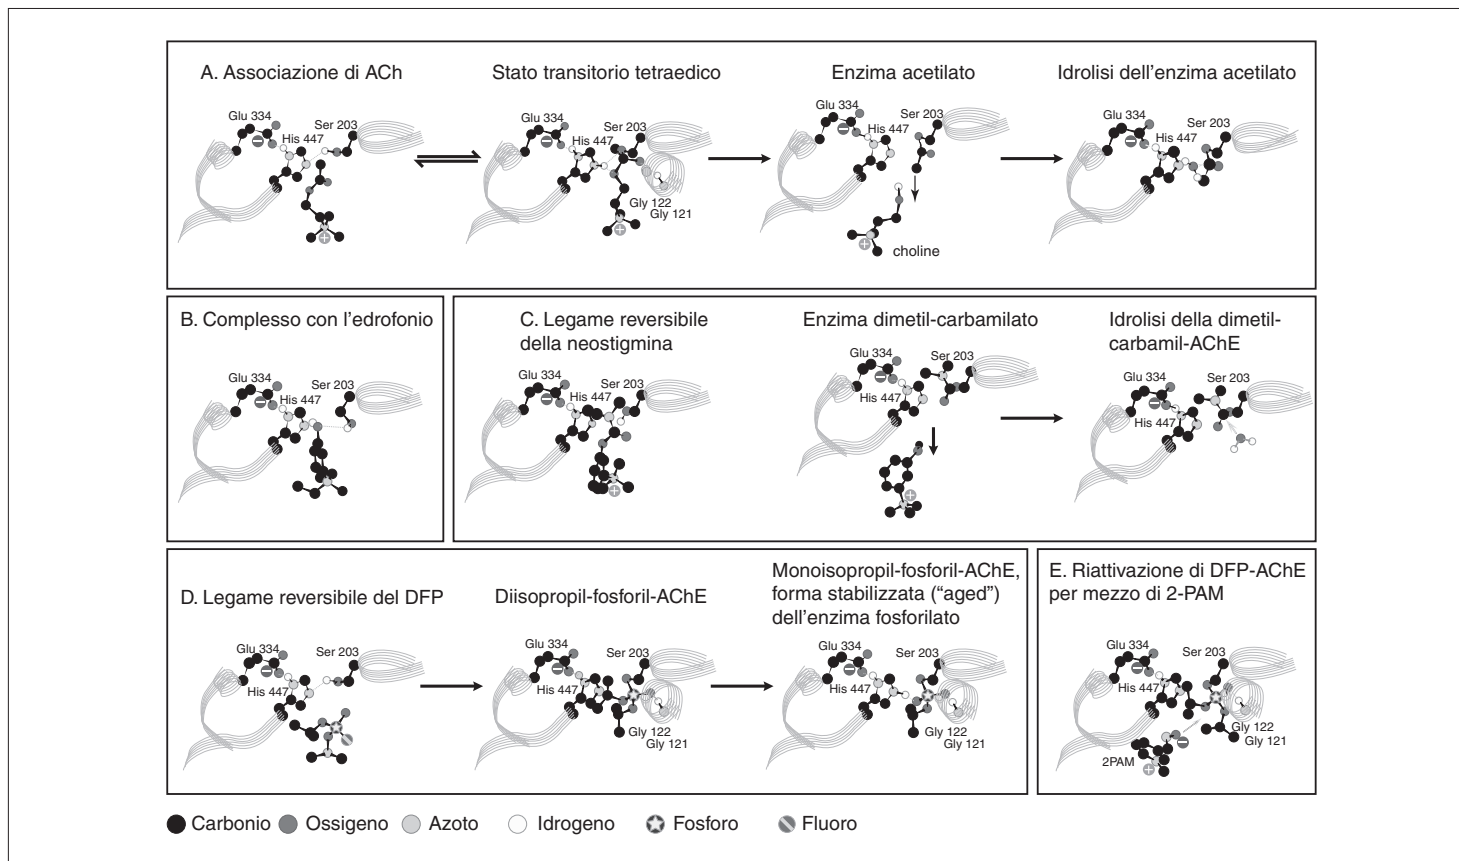 A. Associazione di ACh
Stato transitorio tetraedico
Enzima acetilato
Idrolisi dell'enzima acetilato
Glu 334
His 447
Ser 203
Glu 334
His 447
Ser 203
Gly 122
Gly 121
Glu 334
His 447
Ser 203
choline
Glu 334
His 447
Ser 203
B. Complesso con l'edrofonio
Glu 334
His 447
Ser 203
C. Legame reversibile
della neostigmina
Enzima dimetil-carbamilato
Idrolisi della dimetil-
carbamil-AChE
Glu 334
His 447
Ser 203
Glu 334
His 447
Ser 203
Glu 334
His 447
Ser 203
D. Legame reversibile del DFP
Diisopropil-fosforil-AChE
Monoisopropil-fosforil-AChE,
forma stabilizzata (“aged”)
dell'enzima fosforilato
Glu 334
His 447
Ser 203
Glu 334
His 447
Ser 203
Gly 122
Gly 121
Glu 334
His 447
Ser 203
Gly 122
Gly 121
E. Riattivazione di DFP-AChE
per mezzo di 2-PAM
Glu 334
His 447
Ser 203
Gly 122
Gly 121
2PAM
Carbonio Ossigeno Azoto Idrogeno Fosforo Fluoro